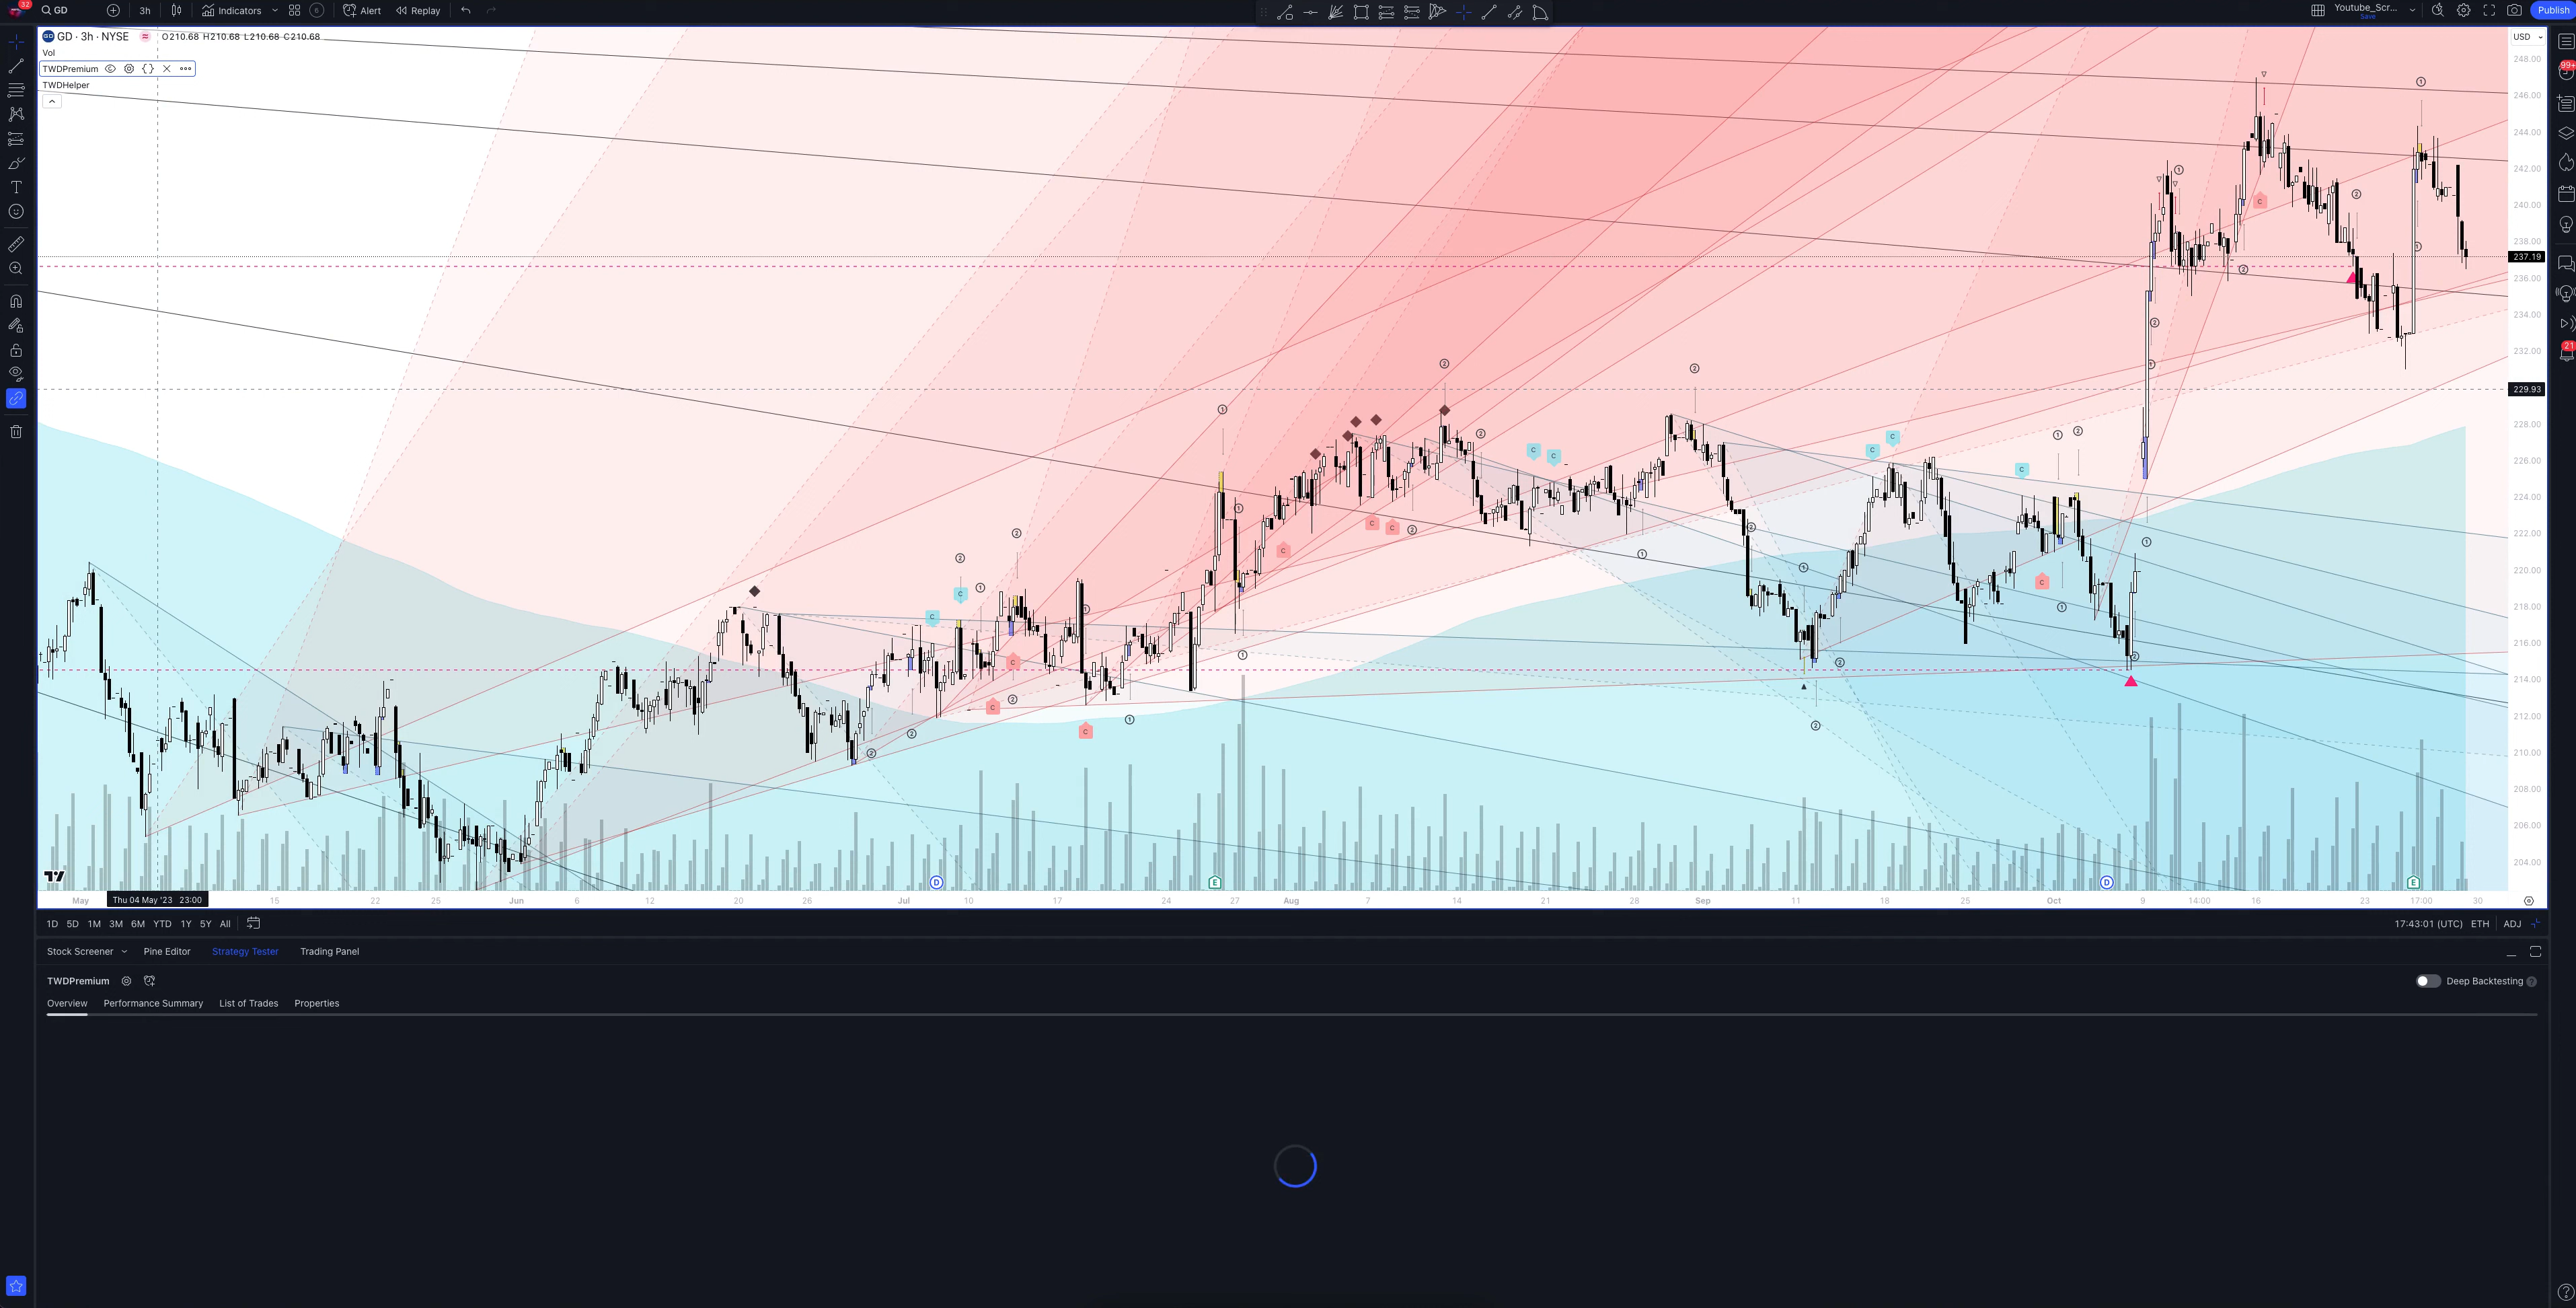 32
GD
3h
Indicators
6
Alert
Replay
Youtube_Scr...
Save
Publish
GD · 3h · NYSE
O210.68 H210.68 L210.68 C210.68
USD
Vol
TWDPremium
TWDHelper
99+
21
248.00
246.00
244.00
242.00
240.00
238.00
237.19
236.00
234.00
232.00
229.93
228.00
226.00
224.00
222.00
220.00
218.00
216.00
214.00
212.00
210.00
208.00
206.00
204.00
D E D E
May Thu 04 May '23 23:00 15 22 25 Jun 6 12 20 26 Jul 10 17 24 27 Aug 7 14 21 28 Sep 11 18 25 Oct 9 14:00 16 23 17:00 30
1D 5D 1M 3M 6M YTD 1Y 5Y All
17:43:01 (UTC) ETH ADJ
Stock Screener Pine Editor Strategy Tester Trading Panel
TWDPremium
Deep Backtesting
Overview Performance Summary List of Trades Properties